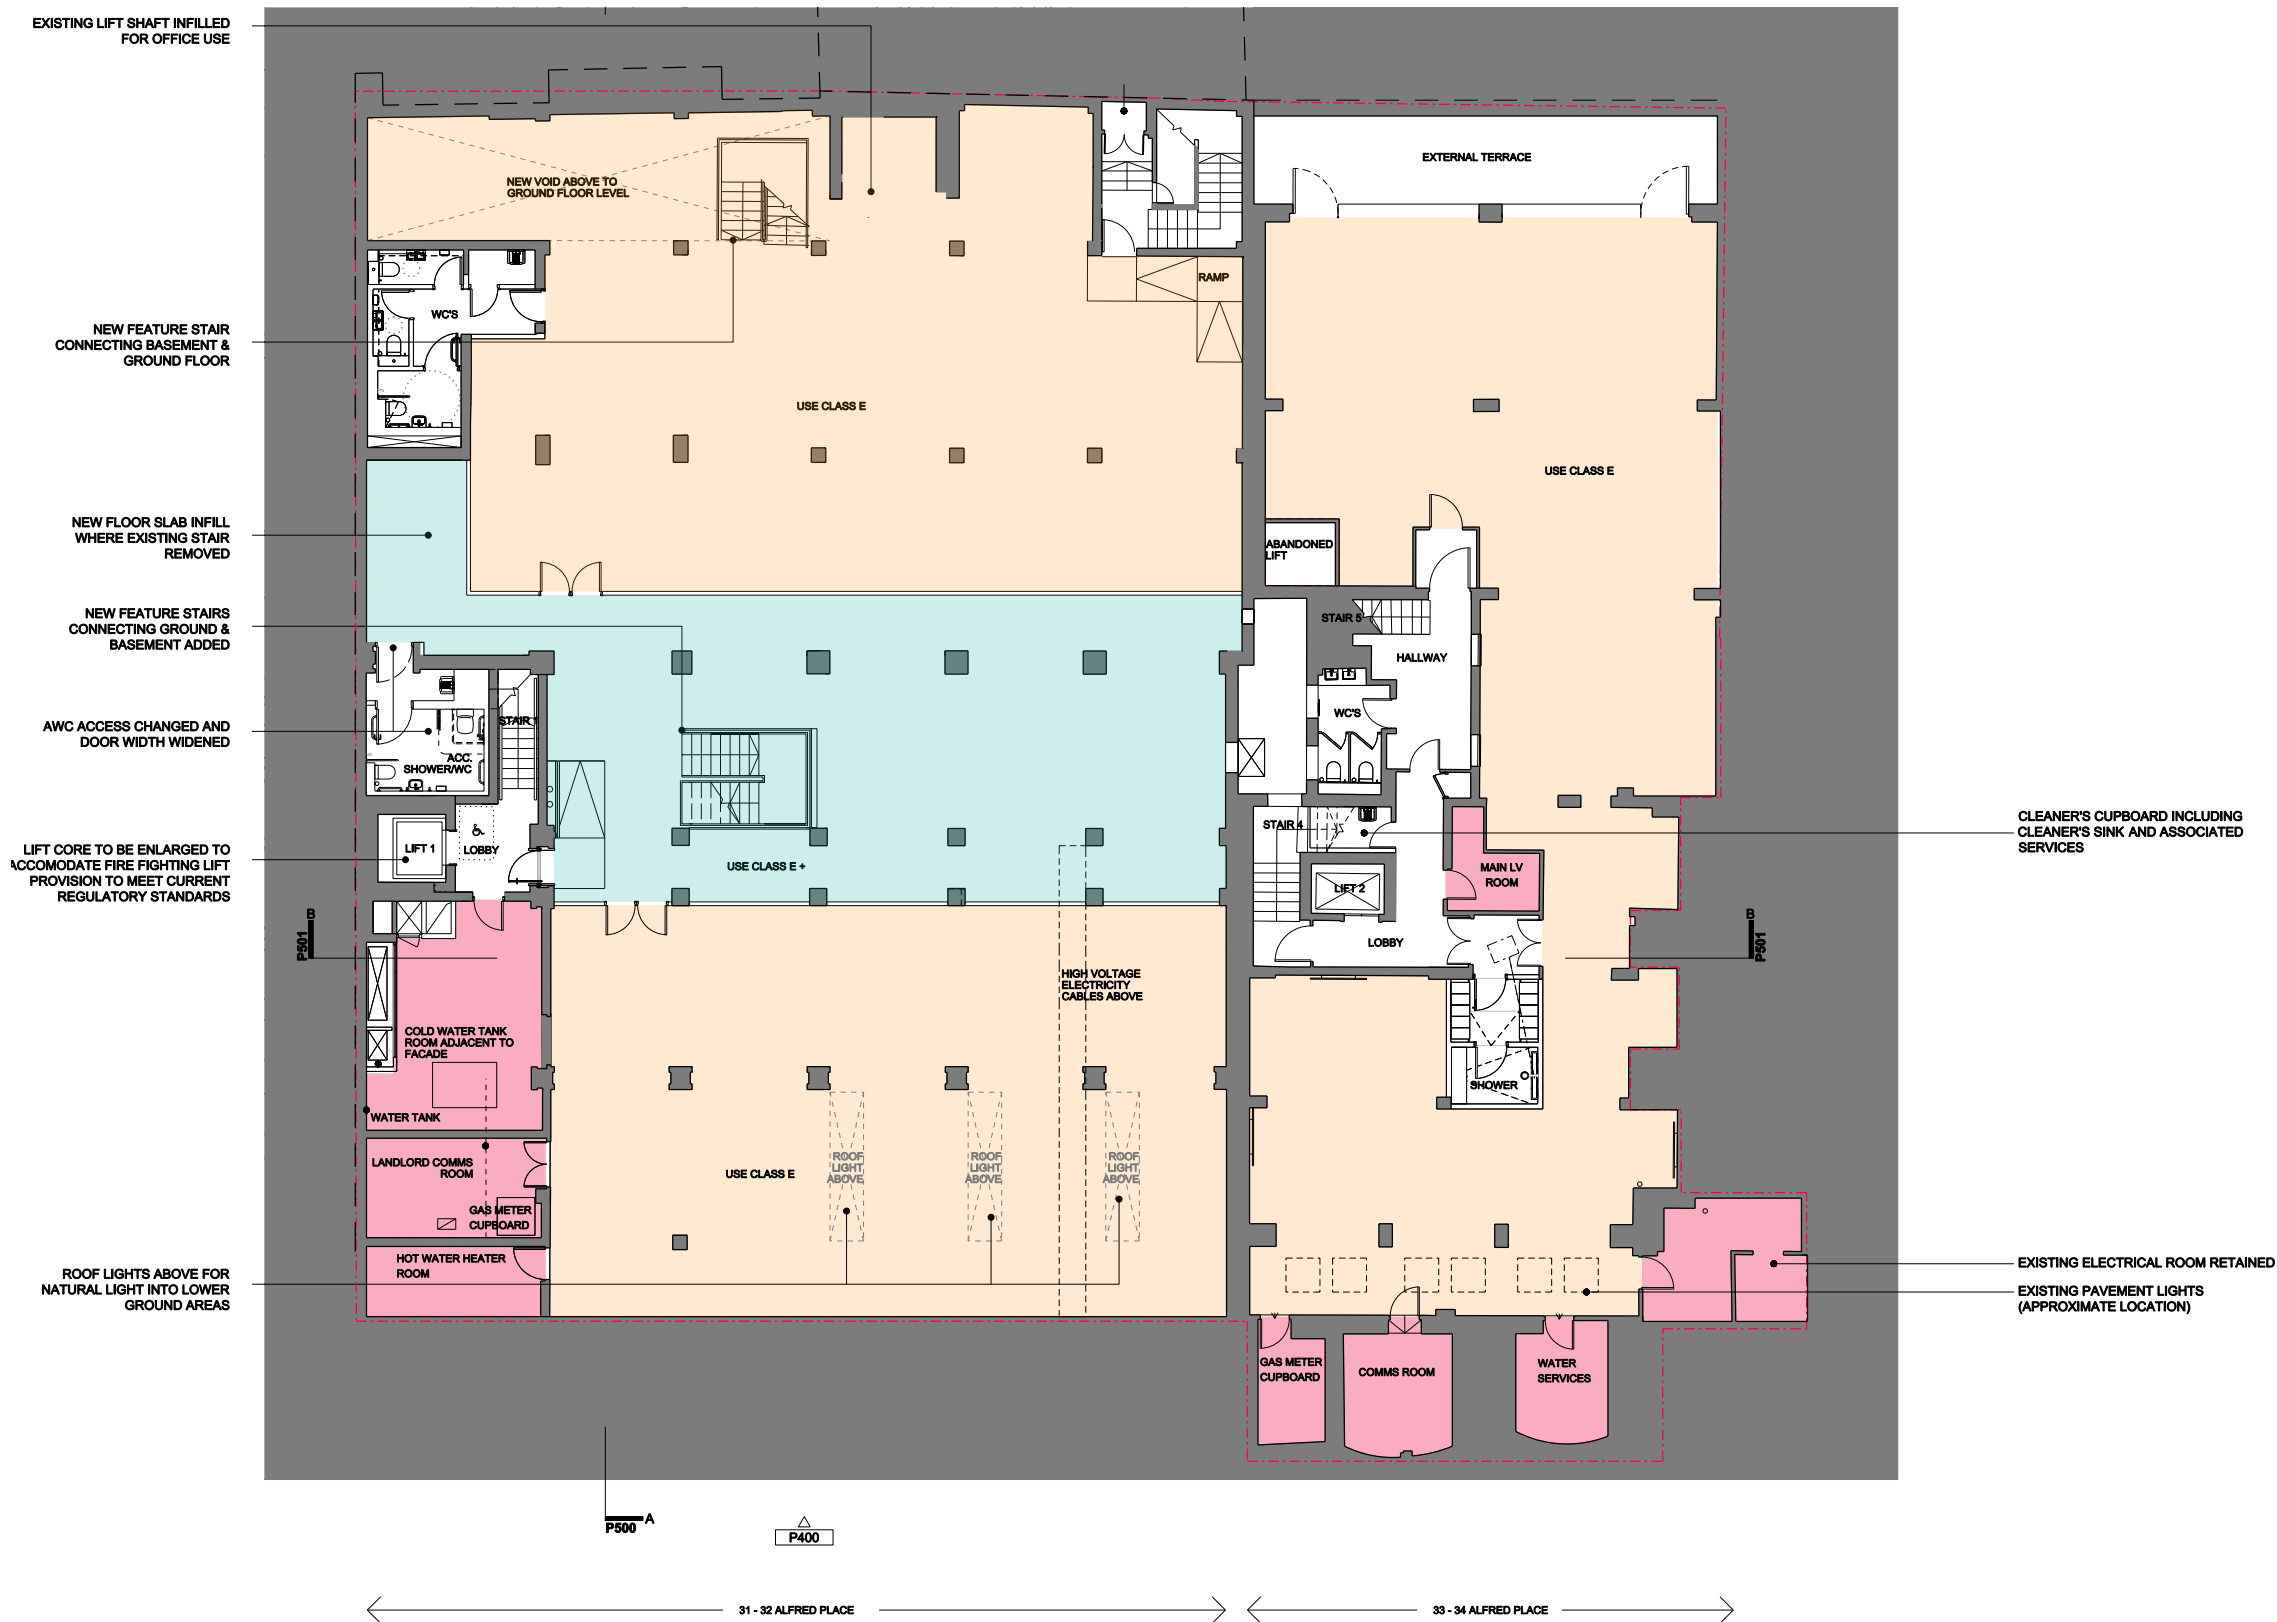 EXISTING LIFT SHAFT INFILLED
FOR OFFICE USE
EXTERNAL TERRACE
NEW VOID ABOVE TO
GROUND FLOOR LEVEL
RAMP
WC'S
NEW FEATURE STAIR
CONNECTING BASEMENT &
GROUND FLOOR
USE CLASS E
USE CLASS E
NEW FLOOR SLAB INFILL
WHERE EXISTING STAIR
REMOVED
ABANDONED
LIFT
NEW FEATURE STAIRS
CONNECTING GROUND &
BASEMENT ADDED
STAIR 5
HALLWAY
AWC ACCESS CHANGED AND
DOOR WIDTH WIDENED
STAIR 1
WC'S
ACC.
SHOWER/WC
CLEANER'S CUPBOARD INCLUDING
CLEANER'S SINK AND ASSOCIATED
SERVICES
STAIR 4
LIFT CORE TO BE ENLARGED TO
ACCOMODATE FIRE FIGHTING LIFT
PROVISION TO MEET CURRENT
REGULATORY STANDARDS
LIFT 1
LOBBY
USE CLASS E +
MAIN LV
ROOM
LIFT 2
B
P501
LOBBY
B
P501
HIGH VOLTAGE
ELECTRICITY
CABLES ABOVE
COLD WATER TANK
ROOM ADJACENT TO
FACADE
SHOWER
WATER TANK
LANDLORD COMMS
ROOM
USE CLASS E
ROOF
LIGHT
ABOVE
ROOF
LIGHT
ABOVE
ROOF
LIGHT
ABOVE
GAS METER
CUPBOARD
HOT WATER HEATER
ROOM
ROOF LIGHTS ABOVE FOR
NATURAL LIGHT INTO LOWER
GROUND AREAS
EXISTING ELECTRICAL ROOM RETAINED
EXISTING PAVEMENT LIGHTS
(APPROXIMATE LOCATION)
GAS METER
CUPBOARD
COMMS ROOM
WATER
SERVICES
A
P500
P400
31 - 32 ALFRED PLACE
33 - 34 ALFRED PLACE